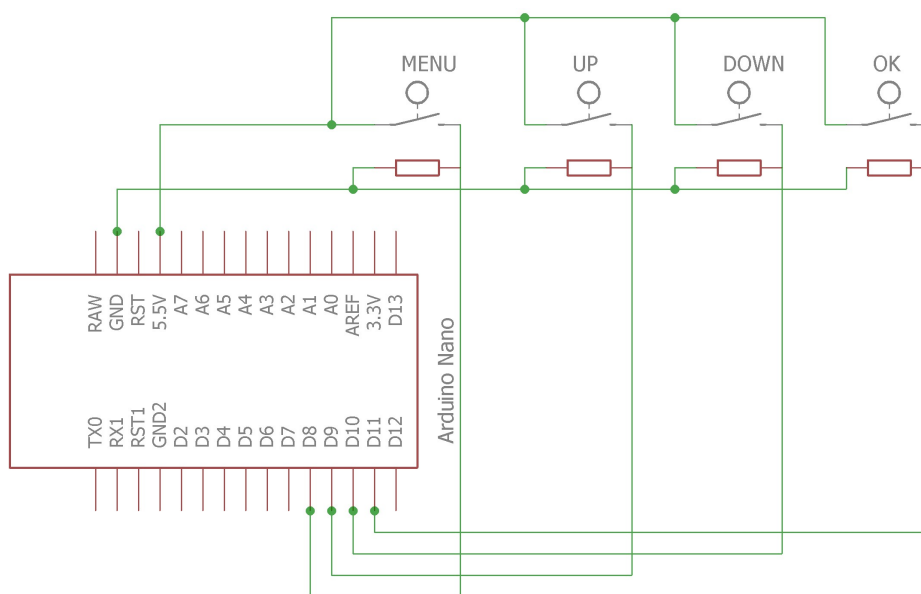 MENU
UP
DOWN
OK
RAW
GND
RST
5.5V
A7
A6
A5
A4
A3
A2
A1
A0
AREF
3.3V
D13
Arduino Nano
TX0
RX1
RST1
GND2
D2
D3
D4
D5
D6
D7
D8
D9
D10
D11
D12